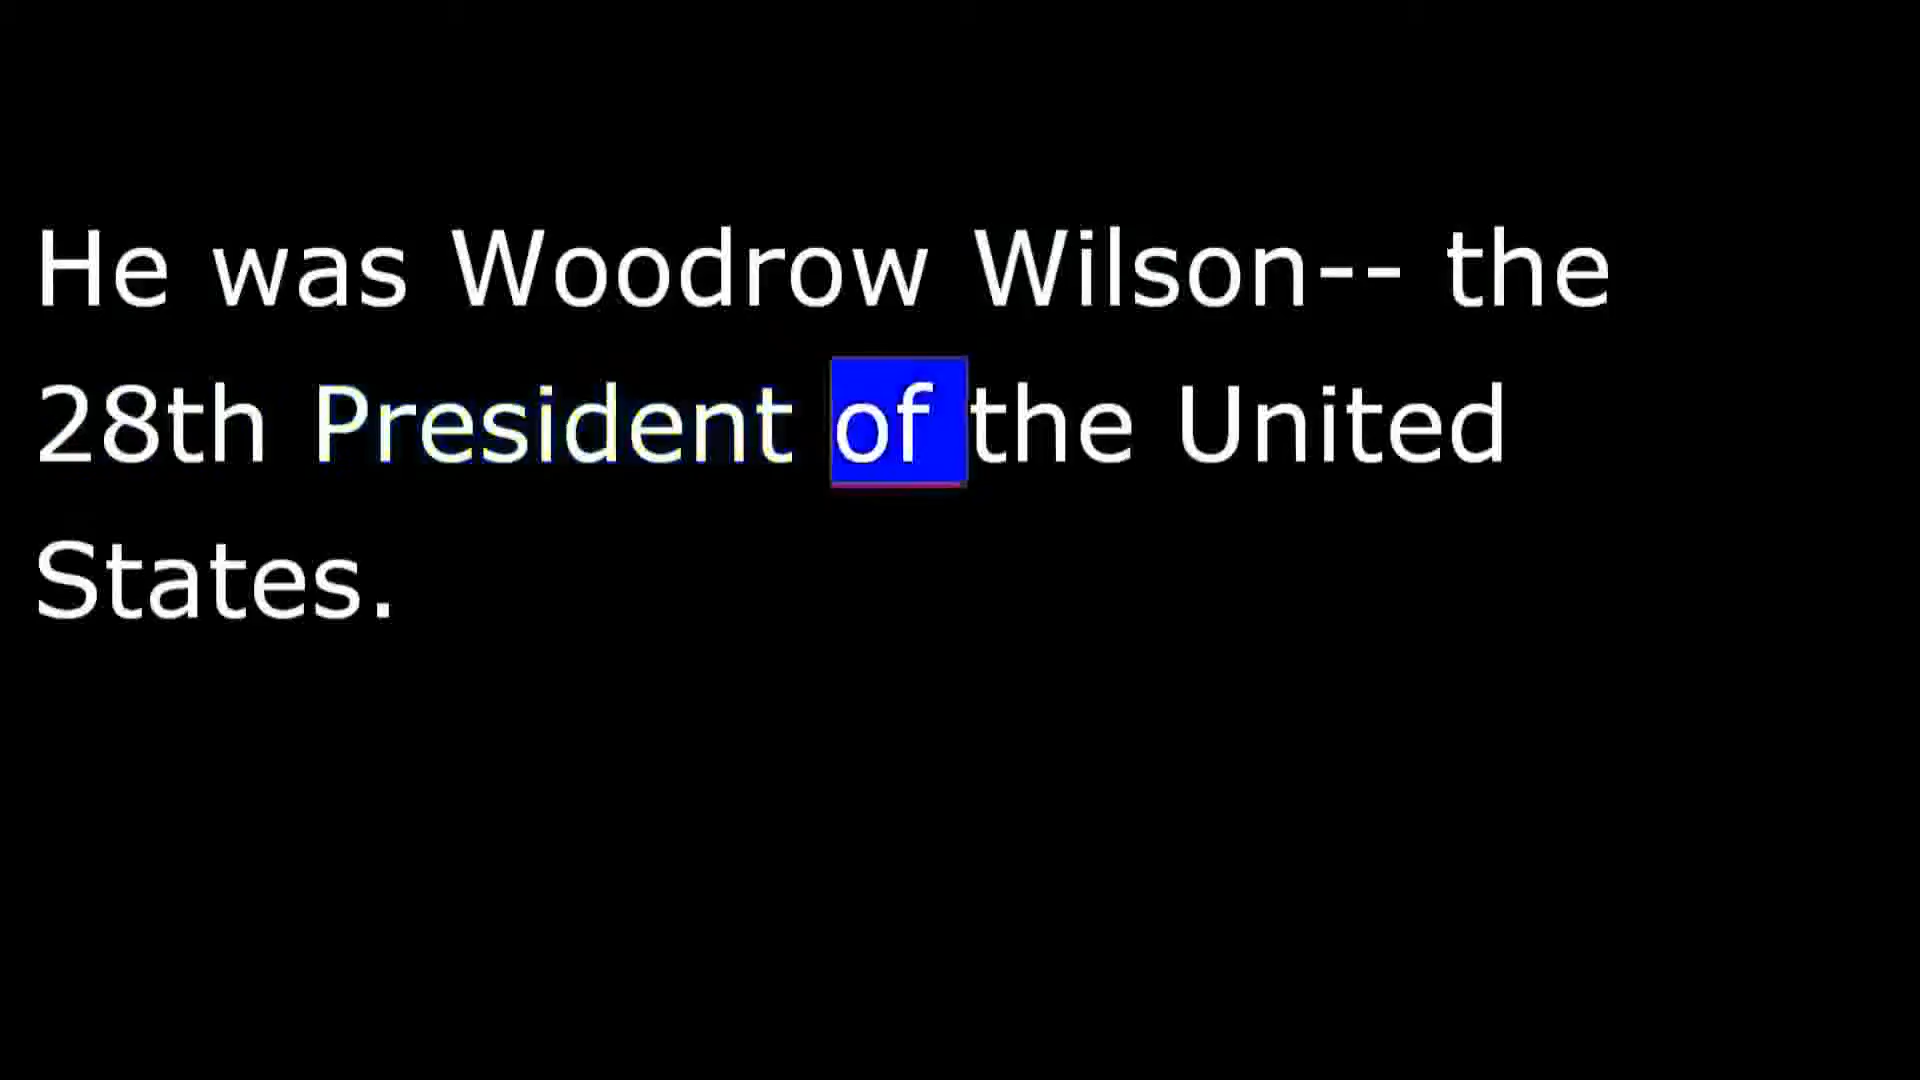 He was Woodrow Wilson-- the
28th President of the United
States.